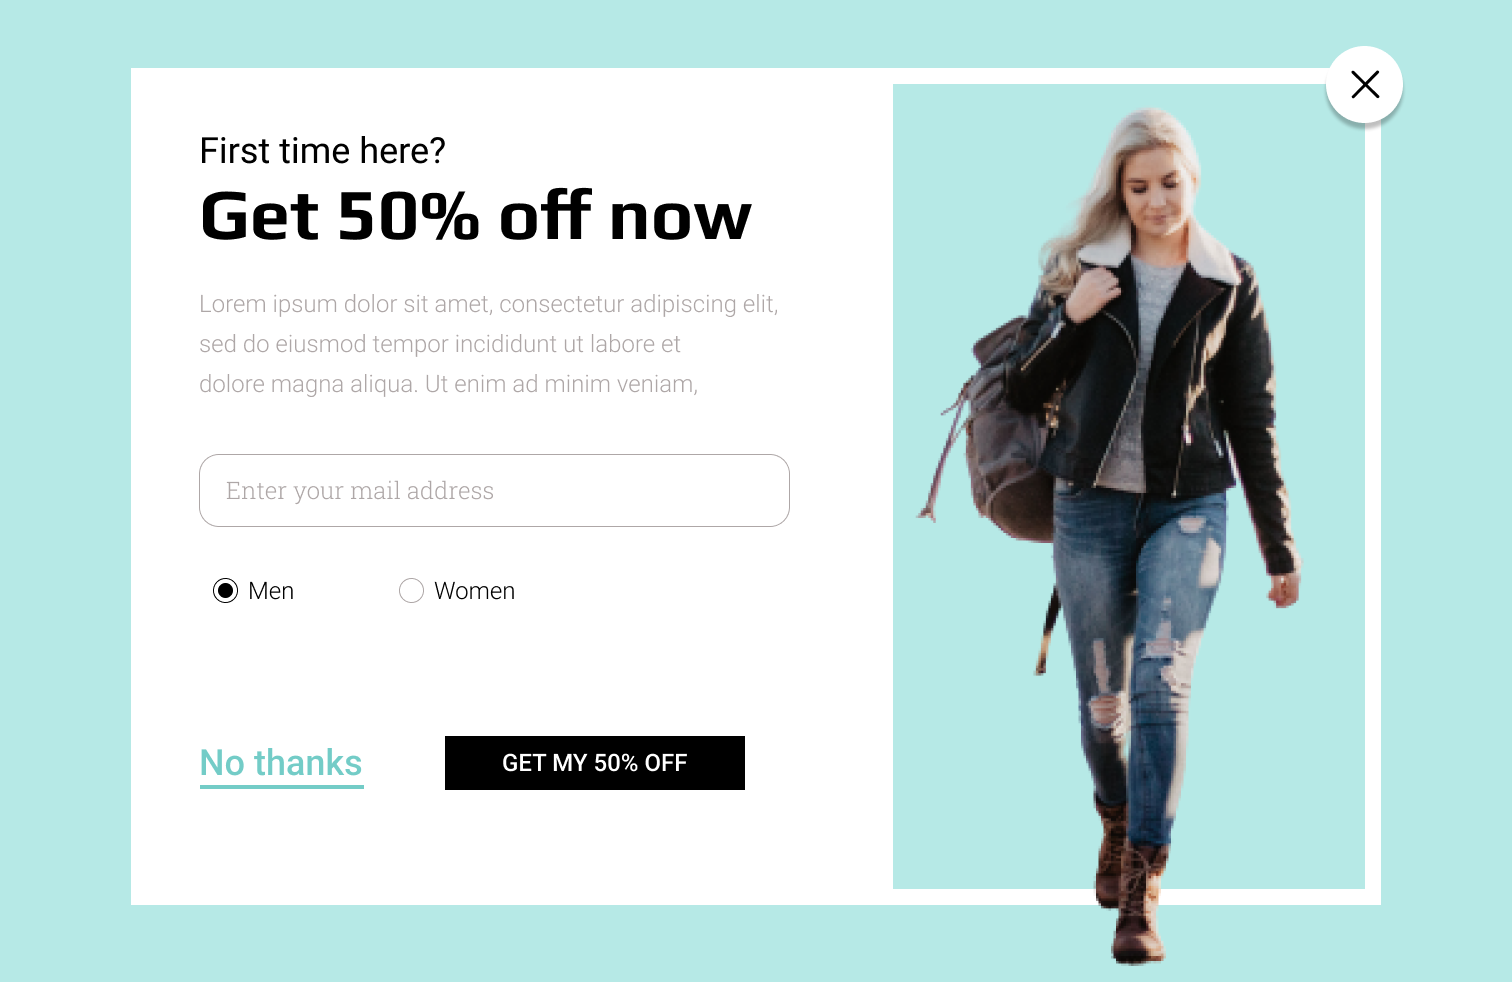 First time here?
Get 50% off now
Lorem ipsum dolor sit amet, consectetur adipiscing elit,
sed do eiusmod tempor incididunt ut labore et
dolore magna aliqua. Ut enim ad minim veniam,
Enter your mail address
Men
Women
No thanks
GET MY 50% OFF